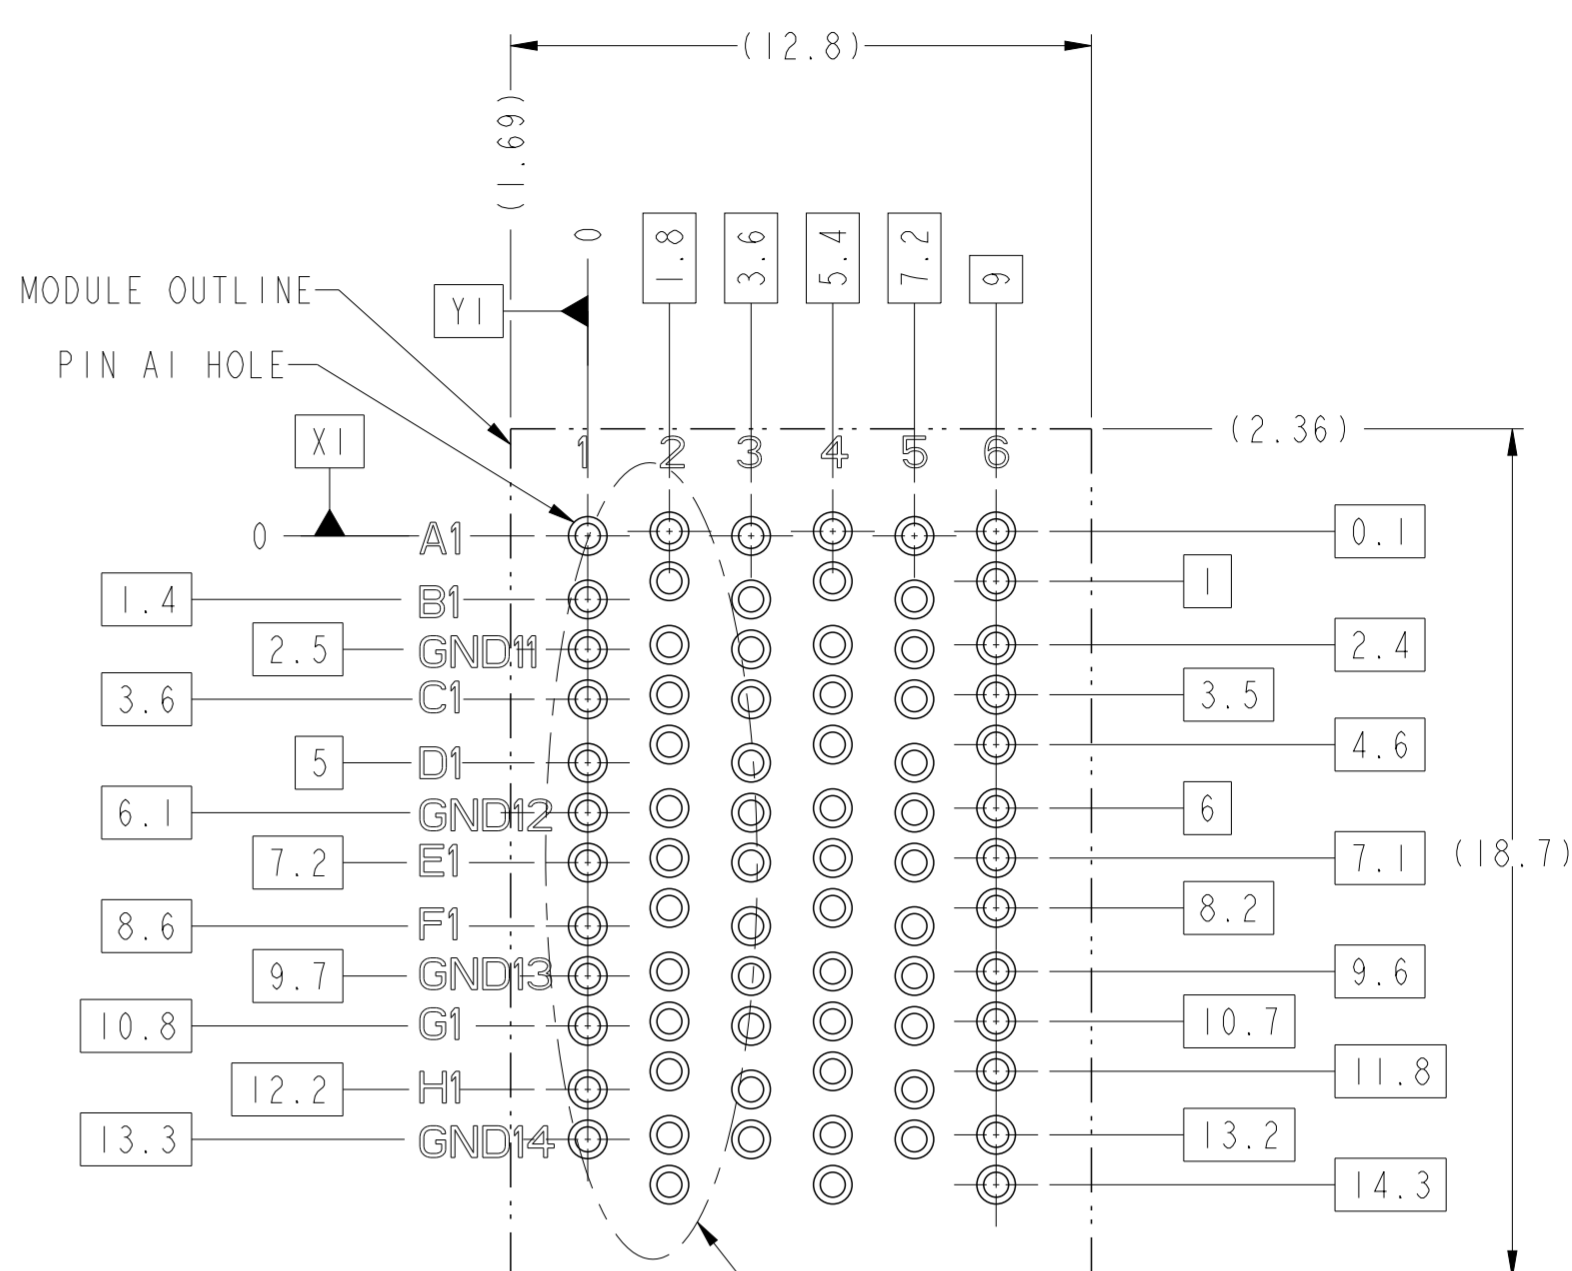 (12.8)
(1.69)
0
1.8
3.6
5.4
7.2
9
MODULE OUTLINE
Y1
PIN A1 HOLE
X1
(2.36)
1 2 3 4 5 6
0 A1 0.1
1
1.4 B1
2.5 GND11 2.4
3.6 C1 3.5
4.6
5 D1
6.1 GND12 6
7.2 E1 7.1 (18.7)
8.2
8.6 F1
9.7 GND13 9.6
10.8 G1 10.7
11.8
12.2 H1
13.3 GND14 13.2
14.3